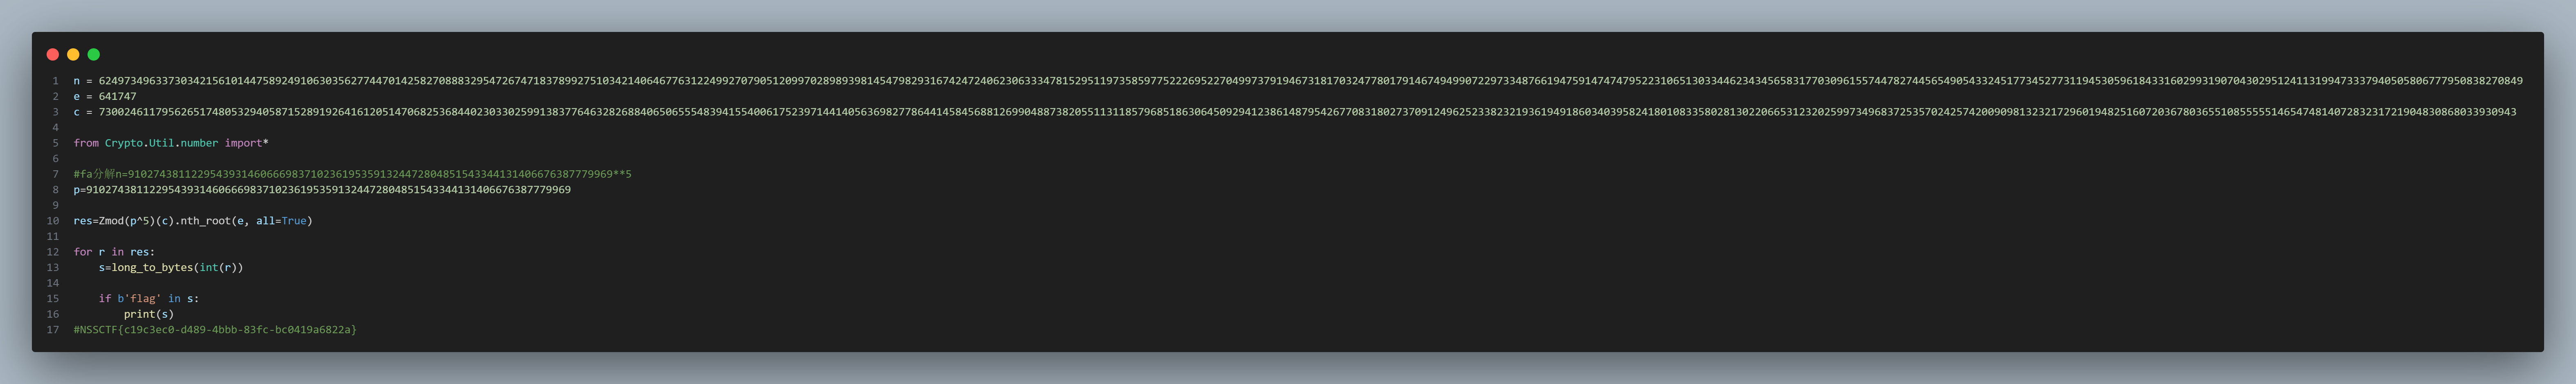 1 n = 6249734963373034215610144758924910630356277447014258270888329547267471837899275103421406467763122499270790512099702898939814547982931674247240623063334781529511973585977522269522704997379194673181703247780179146749499072297334876619475914747479522310651303344623434565831770309615574478274456549054332451773452773119453059618433160299319070430295124113199473337940505806777950838270849
2 e = 641747
3 c = 730024611795626517480532940587152891926416120514706825368440230330259913837764632826884065065554839415540061752397144140563698277864414584568812699048873820551131185796851863064509294123861487954267708318027370912496252338232193619491860340395824180108335802813022066531232025997349683725357024257420090981323217296019482516072036780365510855555146547481407283231721904830868033930943
4
5 from Crypto.Util.number import*
6
7 #fa分解n=91027438112295439314606669837102361953591324472804851543344131406676387779969**5
8 p=91027438112295439314606669837102361953591324472804851543344131406676387779969
9
10 res=Zmod(p^5)(c).nth_root(e, all=True)
11
12 for r in res:
13     s=long_to_bytes(int(r))
14
15     if b'flag' in s:
16         print(s)
17 #NSSCTF{c19c3ec0-d489-4bbb-83fc-bc0419a6822a}